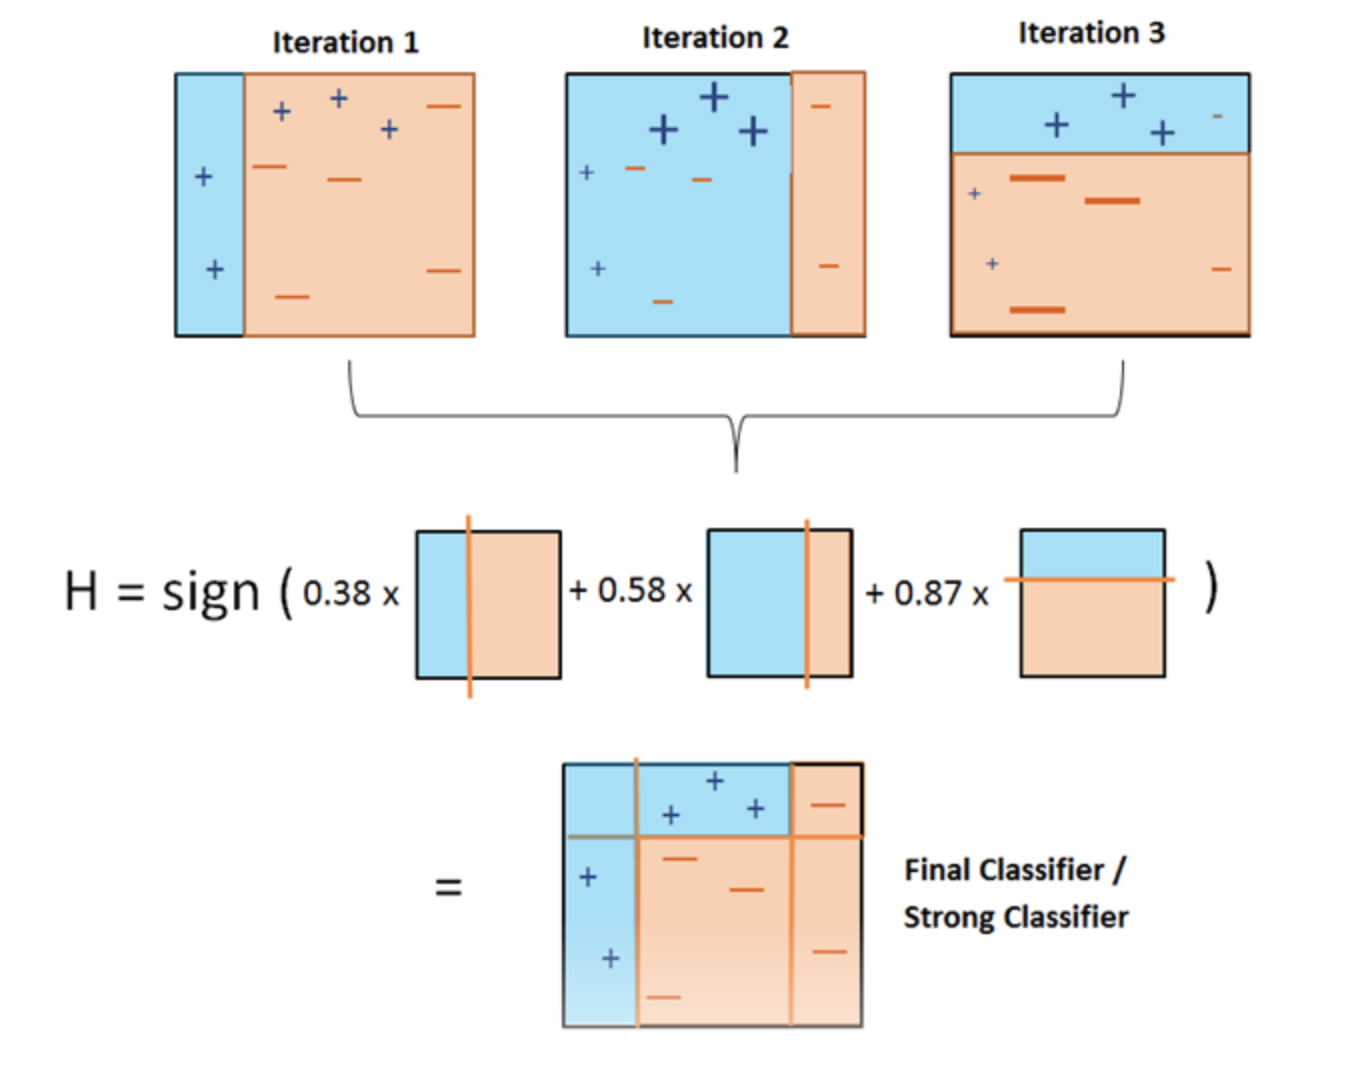 Iteration 1
Iteration 2
Iteration 3
H = sign ( 0.38 x + 0.58 x + 0.87 x )
=
Final Classifier /
Strong Classifier